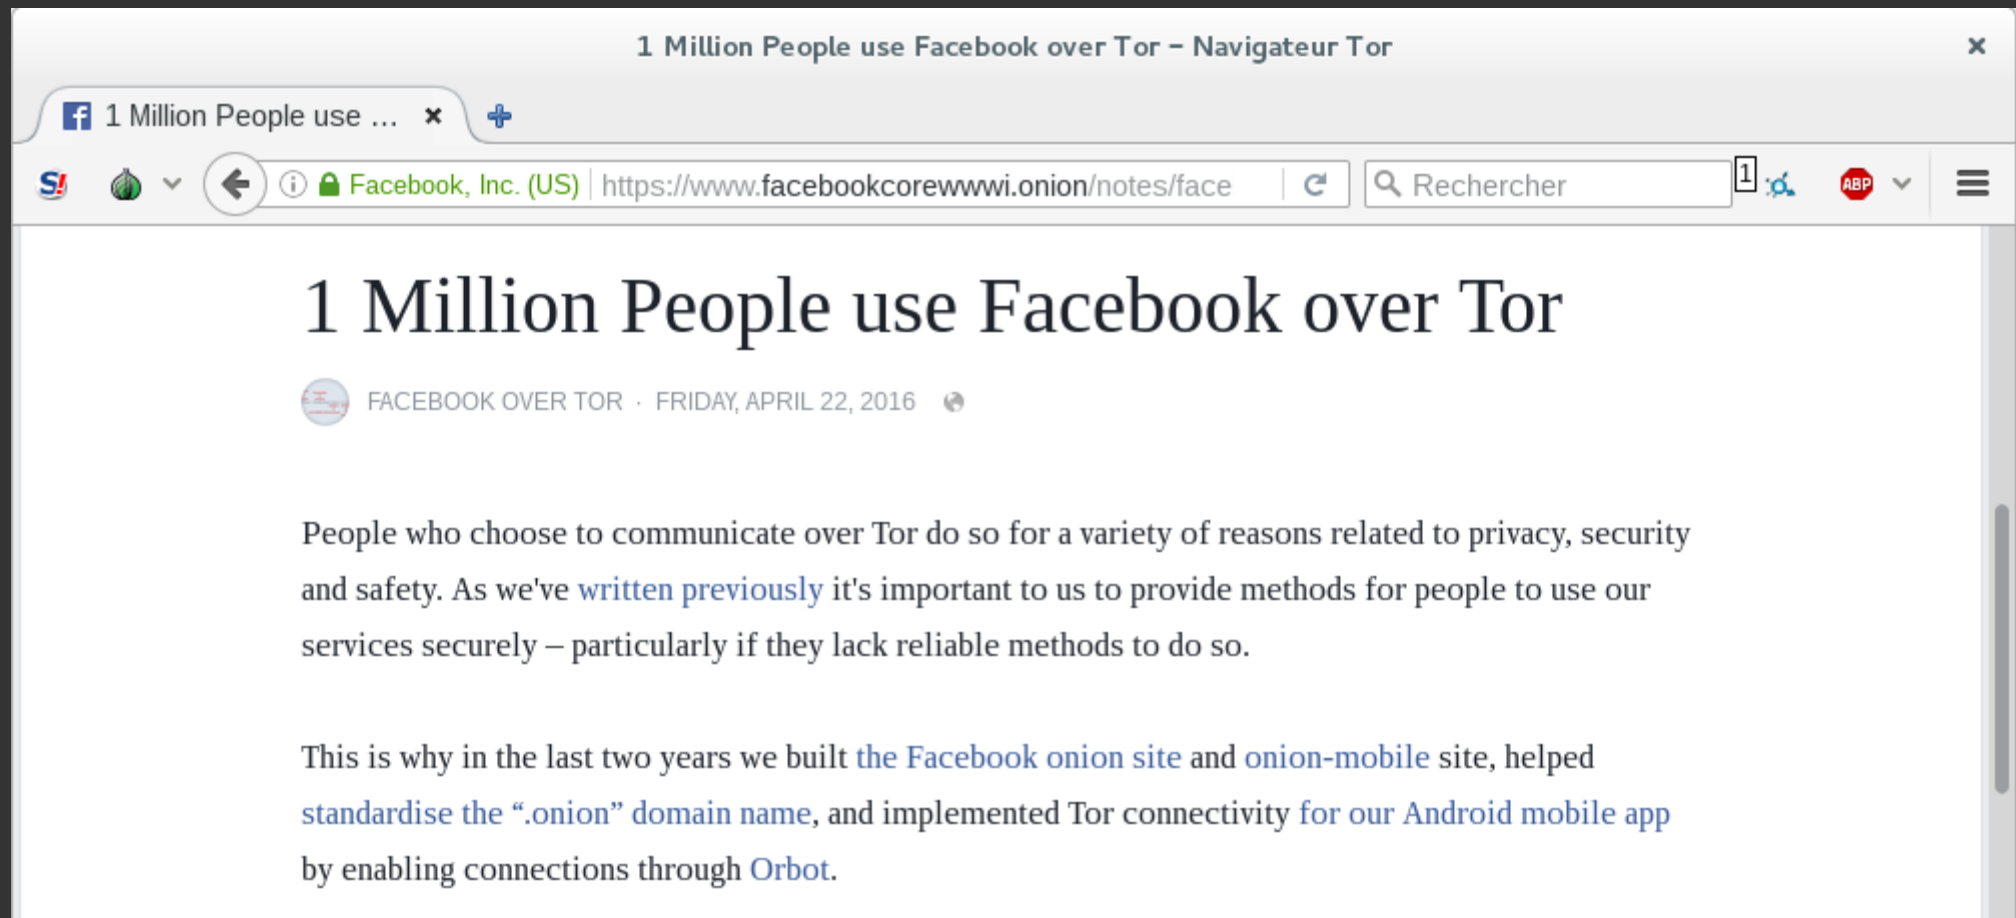 1 Million People use Facebook over Tor – Navigateur Tor
1 Million People use ...
S!
Facebook, Inc. (US) https://www.facebookcorewwwi.onion/notes/face
Rechercher
1
ABP
1 Million People use Facebook over Tor
FACEBOOK OVER TOR · FRIDAY, APRIL 22, 2016
People who choose to communicate over Tor do so for a variety of reasons related to privacy, security
and safety. As we've written previously it's important to us to provide methods for people to use our
services securely – particularly if they lack reliable methods to do so.
This is why in the last two years we built the Facebook onion site and onion-mobile site, helped
standardise the “.onion” domain name, and implemented Tor connectivity for our Android mobile app
by enabling connections through Orbot.